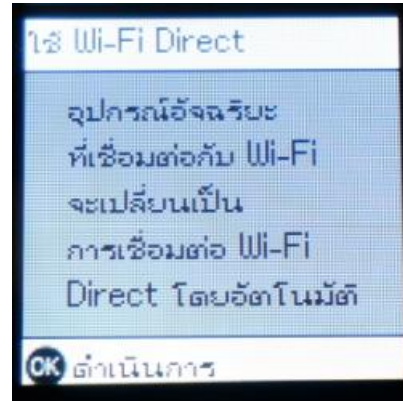 ใช้ Wi-Fi Direct
อุปกรณ์อัจฉริยะ
ที่เชื่อมต่อกับ Wi-Fi
จะเปลี่ยนเป็น
การเชื่อมต่อ Wi-Fi
Direct โดยอัตโนมัติ
OK ดำเนินการ